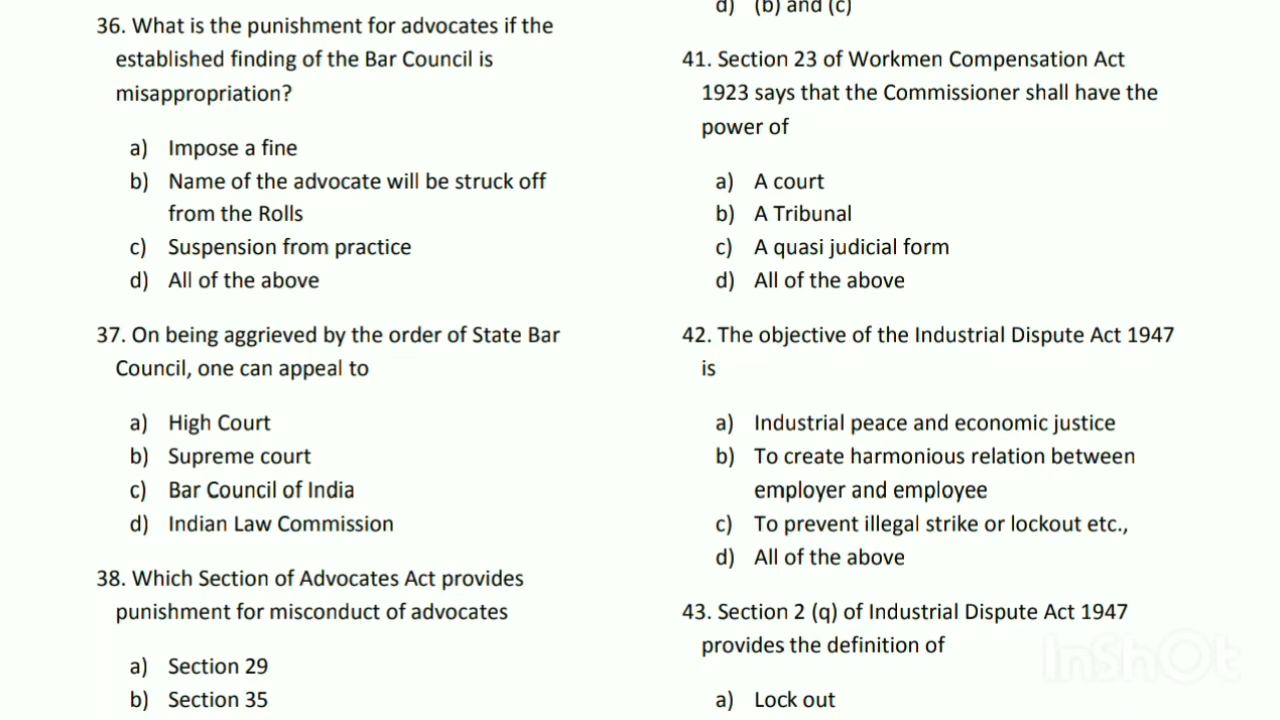 36. What is the punishment for advocates if the
established finding of the Bar Council is
misappropriation?
a) Impose a fine
b) Name of the advocate will be struck off
from the Rolls
c) Suspension from practice
d) All of the above
37. On being aggrieved by the order of State Bar
Council, one can appeal to
a) High Court
b) Supreme court
c) Bar Council of India
d) Indian Law Commission
38. Which Section of Advocates Act provides
punishment for misconduct of advocates
a) Section 29
b) Section 35
d) (b) and (c)
41. Section 23 of Workmen Compensation Act
1923 says that the Commissioner shall have the
power of
a) A court
b) A Tribunal
c) A quasi judicial form
d) All of the above
42. The objective of the Industrial Dispute Act 1947
is
a) Industrial peace and economic justice
b) To create harmonious relation between
employer and employee
c) To prevent illegal strike or lockout etc.,
d) All of the above
43. Section 2 (q) of Industrial Dispute Act 1947
provides the definition of
a) Lock out
InShOt